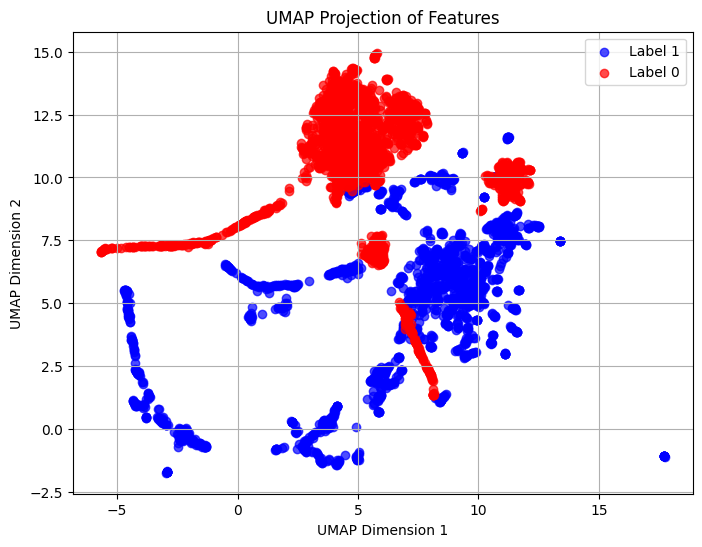 UMAP Projection of Features
Label 1
Label 0
15.0
12.5
10.0
7.5
5.0
2.5
0.0
−2.5
UMAP Dimension 2
−5
0
5
10
15
UMAP Dimension 1